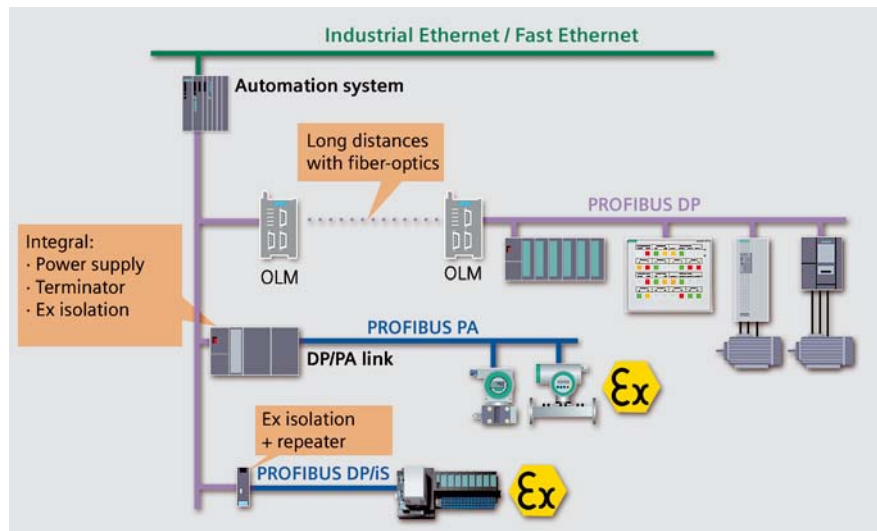 Industrial Ethernet / Fast Ethernet
Automation system
Long distances
with fiber-optics
PROFIBUS DP
Integral:
· Power supply
· Terminator
· Ex isolation
OLM
OLM
PROFIBUS PA
DP/PA link
Ex
Ex isolation
+ repeater
PROFIBUS DP/iS
Ex